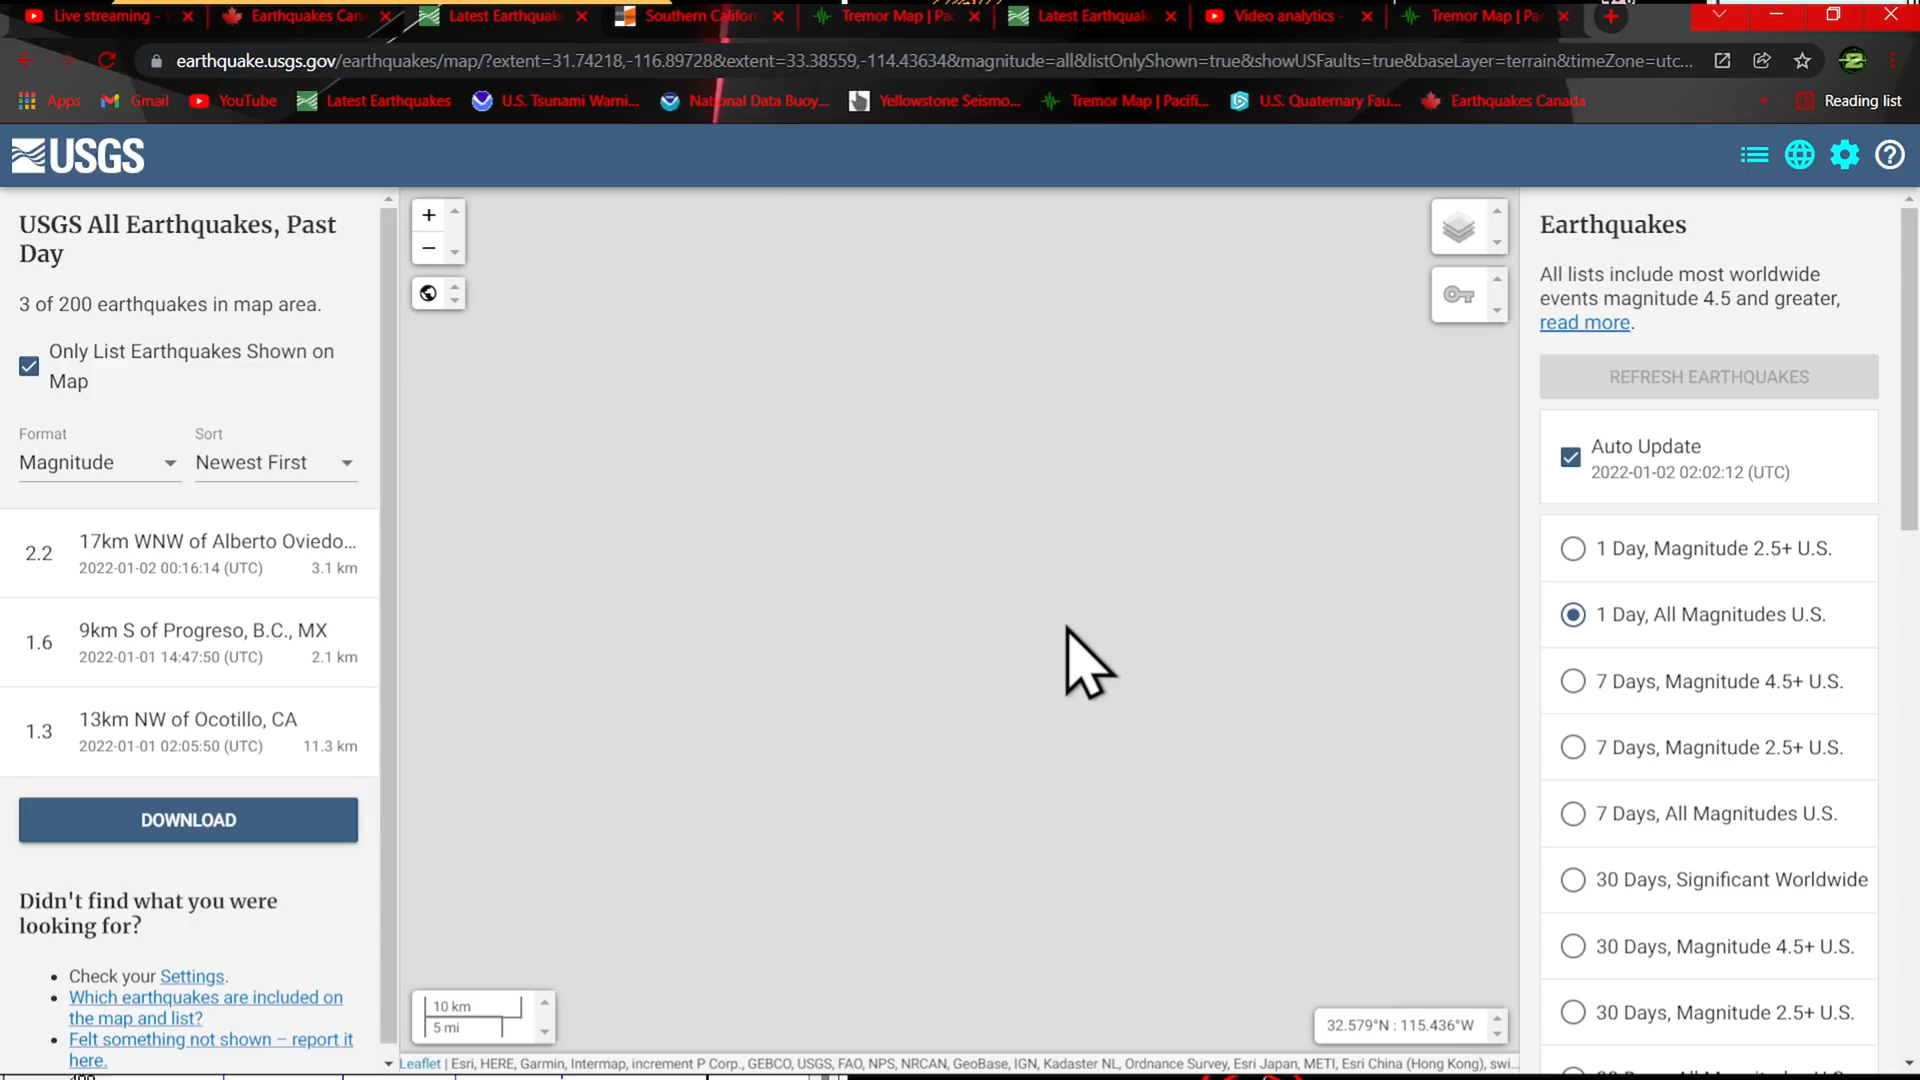 Live streaming -
Earthquakes Can
Latest Earthquak
Southern Californ
Tremor Map | Pac
Latest Earthquak
Video analytics -
Tremor Map | Pac
earthquake.usgs.gov/earthquakes/map/?extent=31.74218,-116.89728&extent=33.38559,-114.43634&magnitude=all&listOnlyShown=true&showUSFaults=true&baseLayer=terrain&timeZone=utc...
Apps
Gmail
YouTube
Latest Earthquakes
U.S. Tsunami Warni...
National Data Buoy...
Yellowstone Seismo...
Tremor Map | Pacifi...
U.S. Quaternary Fau...
Earthquakes Canada
Reading list
USGS
USGS All Earthquakes, Past
Day
3 of 200 earthquakes in map area.
Only List Earthquakes Shown on
Map
Format
Sort
Magnitude
Newest First
2.2
17km WNW of Alberto Oviedo...
2022-01-02 00:16:14 (UTC)
3.1 km
1.6
9km S of Progreso, B.C., MX
2022-01-01 14:47:50 (UTC)
2.1 km
1.3
13km NW of Ocotillo, CA
2022-01-01 02:05:50 (UTC)
11.3 km
DOWNLOAD
Didn't find what you were
looking for?
• Check your Settings.
• Which earthquakes are included on
the map and list?
• Felt something not shown – report it
here.
+
−
10 km
5 mi
32.579°N : 115.436°W
Leaflet | Esri, HERE, Garmin, Intermap, increment P Corp., GEBCO, USGS, FAO, NPS, NRCAN, GeoBase, IGN, Kadaster NL, Ordnance Survey, Esri Japan, METI, Esri China (Hong Kong), swi...
Earthquakes
All lists include most worldwide
events magnitude 4.5 and greater,
read more.
REFRESH EARTHQUAKES
Auto Update
2022-01-02 02:02:12 (UTC)
1 Day, Magnitude 2.5+ U.S.
1 Day, All Magnitudes U.S.
7 Days, Magnitude 4.5+ U.S.
7 Days, Magnitude 2.5+ U.S.
7 Days, All Magnitudes U.S.
30 Days, Significant Worldwide
30 Days, Magnitude 4.5+ U.S.
30 Days, Magnitude 2.5+ U.S.